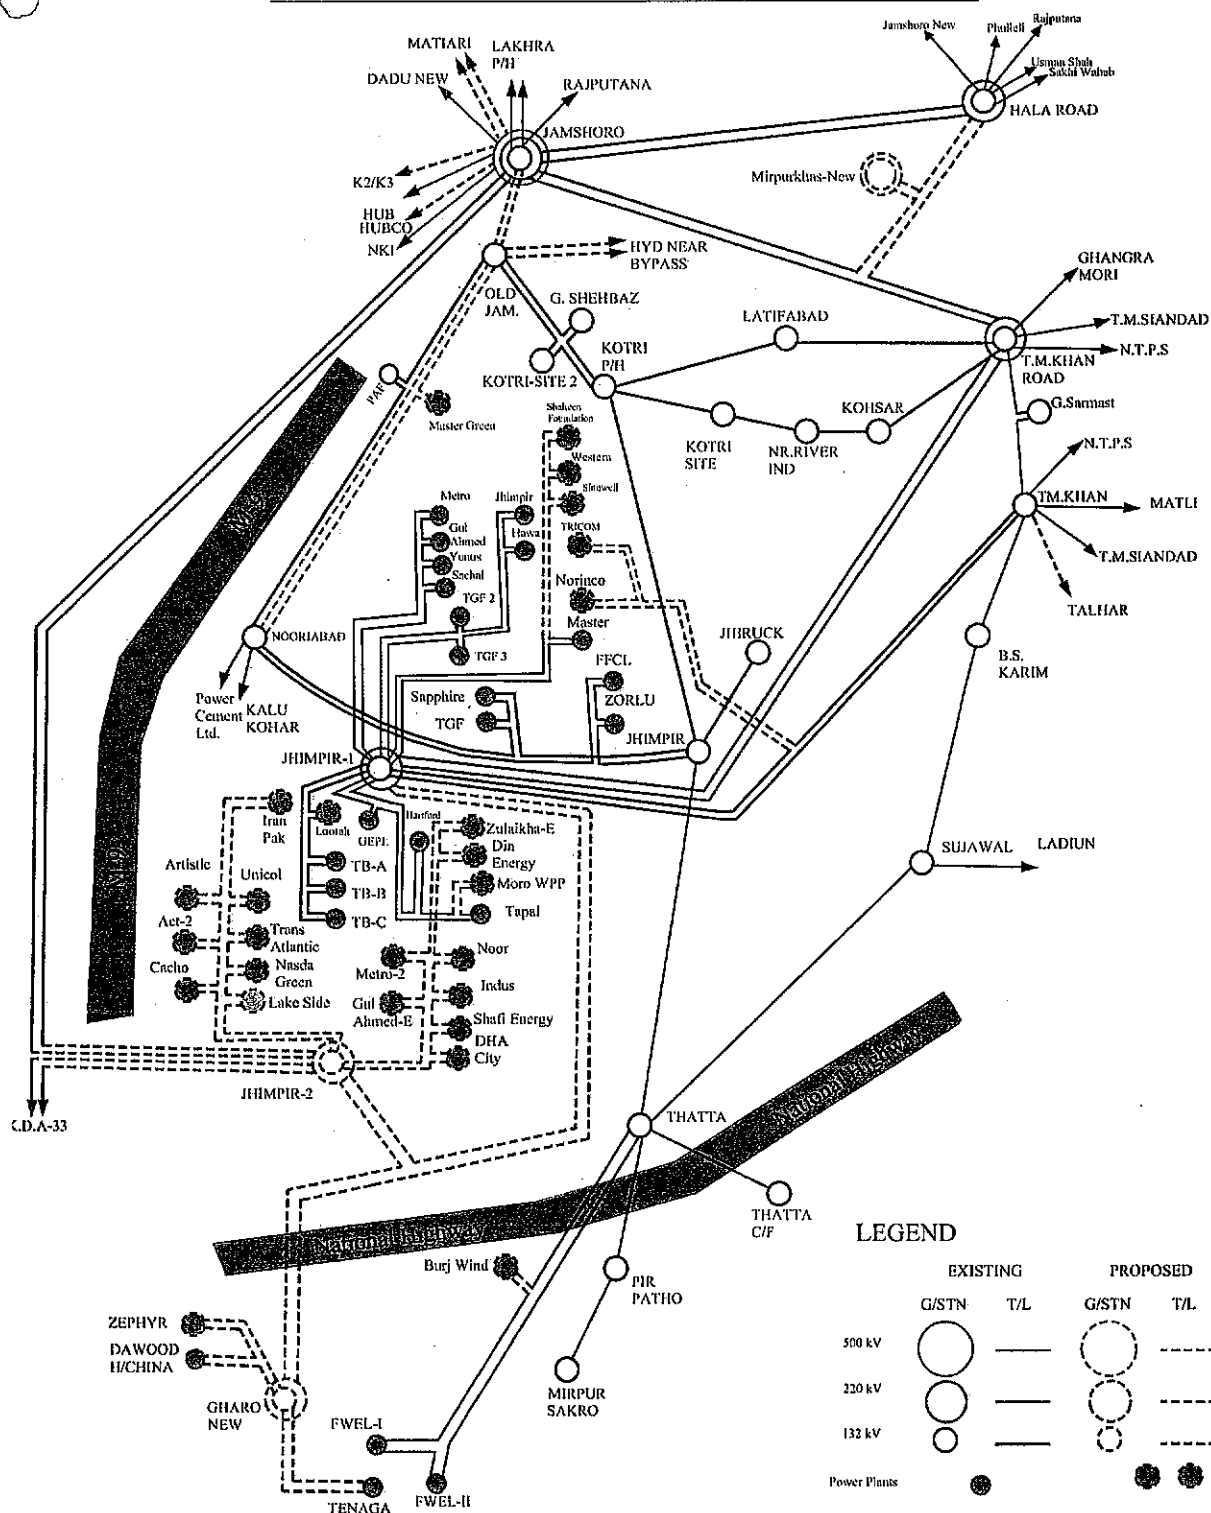 MATIARI
LAKHRA
P/H
DADU NEW
RAJPUTANA
JAMSHORO
Jamshoro New
Phulleli
Rajputana
Usman Shah
Sakhi Wahab
HALA ROAD
K2/K3
HUB
HUBCO
NKI
Mirpurkhas-New
HYD NEAR
BYPASS
OLD
JAM.
G. SHEHBAZ
KOTRI-SITE 2
KOTRI
P/H
LATIFABAD
GHANGRA
MORI
T.M.SIANDAD
N.T.P.S
T.M.KHAN
ROAD
G.Sarmast
PAF
Master Green
Shaheen
Foundation
Western
Sinowell
TRICOM
KOTRI
SITE
NR.RIVER
IND
KOHSAR
N.T.P.S
TM.KHAN
MATLI
T.M.SIANDAD
TALHAR
M-9
Metro
Gul
Ahmed
Yunus
Sachal
Jhimpir
Hawa
TGF 2
TGF 3
Norinco
Master
FFCL
ZORLU
JHIRUCK
B.S.
KARIM
NOORIABAD
Power
Cement
Ltd.
KALU
KOHAR
Sapphire
TGF
JHIMPIR
JHIMPIR-1
M-9
Iran
Pak
Lootah
GEPL
Hartford
Zulaikha-E
Din
Energy
Moro WPP
Tapal
TB-A
TB-B
TB-C
SUJAWAL
LADIUN
Artistic
Unicol
Act-2
Trans
Atlantic
Cacho
Nasda
Green
Lake Side
Metro-2
Noor
Gul
Ahmed-E
Indus
Shafi Energy
DHA
City
JHIMPIR-2
K.D.A-33
THATTA
National Highway
THATTA
C/F
National Highway
Burj Wind
PIR
PATHO
MIRPUR
SAKRO
ZEPHYR
DAWOOD
H/CHINA
GHARO
NEW
FWEL-I
TENAGA
FWEL-II
LEGEND
EXISTING
PROPOSED
G/STN
T/L
G/STN
T/L
500 kV
220 kV
132 kV
Power Plants